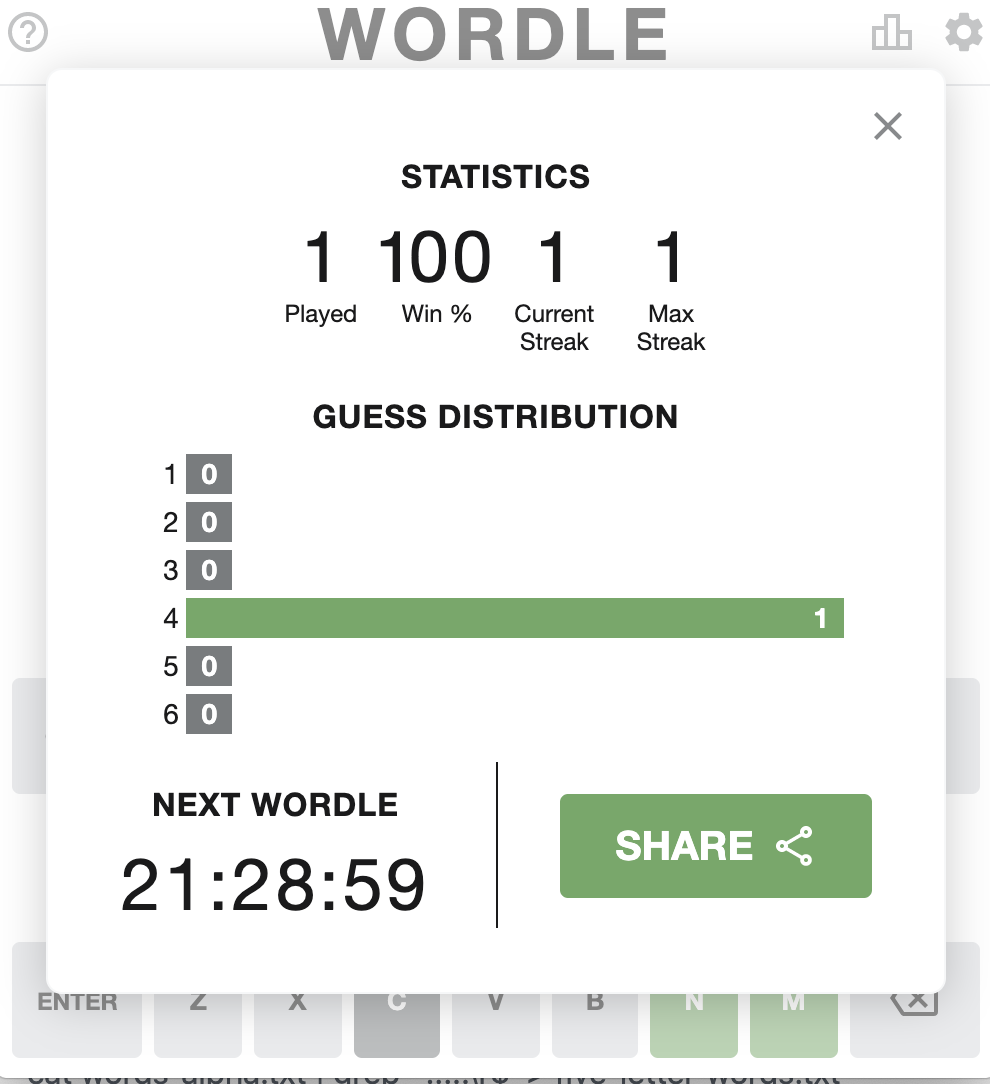 WORDLE
STATISTICS
1 100 1 1
Played Win % Current Streak Max Streak
GUESS DISTRIBUTION
1 0
2 0
3 0
4 1
5 0
6 0
NEXT WORDLE
21:28:59
SHARE
ENTER Z X C V B N M